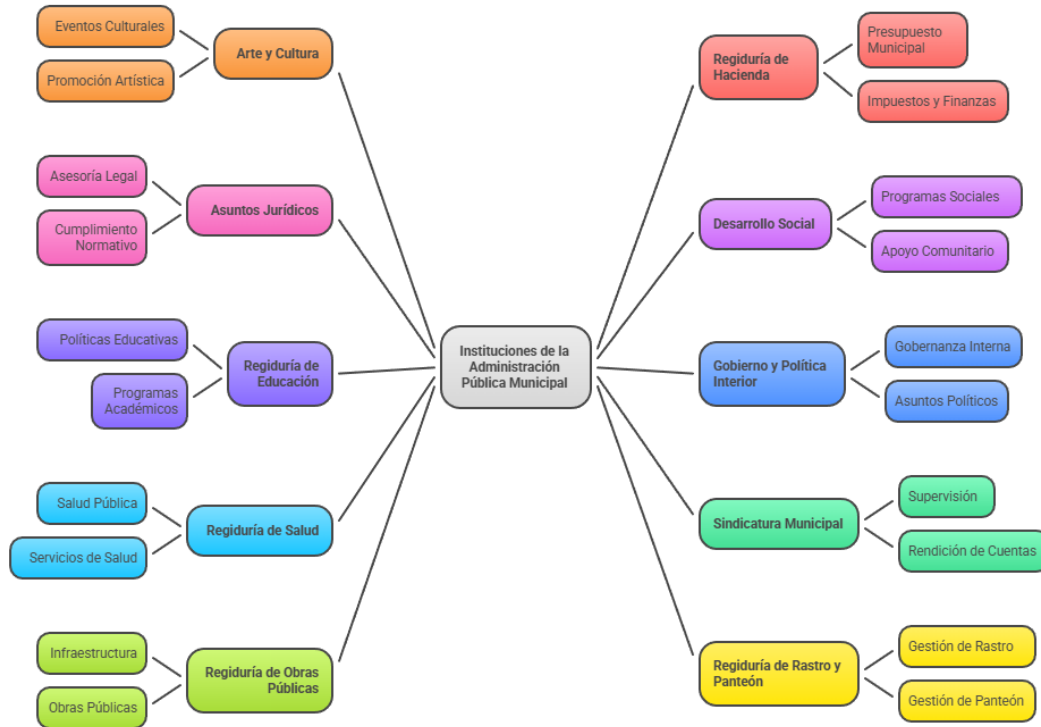 Instituciones de la
Administración
Pública Municipal
Arte y Cultura
Eventos Culturales
Promoción Artística
Asuntos Jurídicos
Asesoría Legal
Cumplimiento
Normativo
Regiduría de
Educación
Políticas Educativas
Programas
Académicos
Regiduría de Salud
Salud Pública
Servicios de Salud
Regiduría de Obras
Públicas
Infraestructura
Obras Públicas
Regiduría de
Hacienda
Presupuesto
Municipal
Impuestos y Finanzas
Desarrollo Social
Programas Sociales
Apoyo Comunitario
Gobierno y Política
Interior
Gobernanza Interna
Asuntos Políticos
Sindicatura Municipal
Supervisión
Rendición de Cuentas
Regiduría de Rastro y
Panteón
Gestión de Rastro
Gestión de Panteón